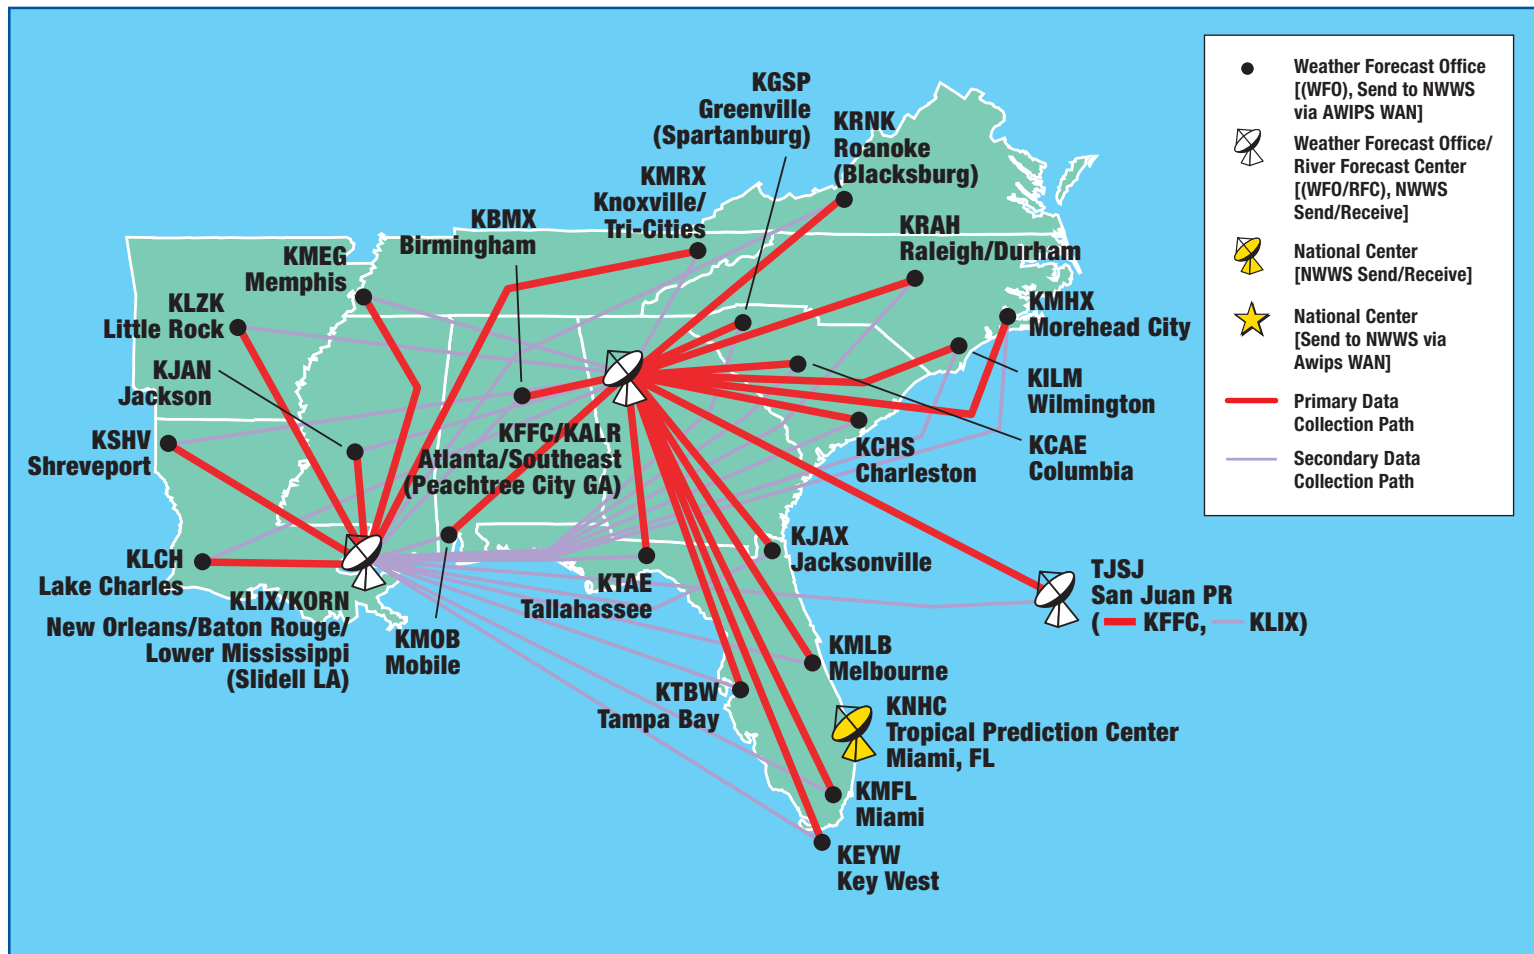 KGSP
Greenville
(Spartanburg)
KRNK
Roanoke
(Blacksburg)
KMRX
Knoxville/
Tri-Cities
KBMX
Birmingham
KRAH
Raleigh/Durham
KMEG
Memphis
KLZK
Little Rock
KMHX
Morehead City
KJAN
Jackson
KILM
Wilmington
KSHV
Shreveport
KFFC/KALR
Atlanta/Southeast
(Peachtree City GA)
KCHS
Charleston
KCAE
Columbia
KLCH
Lake Charles
KJAX
Jacksonville
KTAE
Tallahassee
TJSJ
San Juan PR
( KFFC, KLIX)
KLIX/KORN
New Orleans/Baton Rouge/
Lower Mississippi
(Slidell LA)
KMOB
Mobile
KMLB
Melbourne
KTBW
Tampa Bay
KNHC
Tropical Prediction Center
Miami, FL
KMFL
Miami
KEYW
Key West
Weather Forecast Office
[(WFO), Send to NWWS
via AWIPS WAN]
Weather Forecast Office/
River Forecast Center
[(WFO/RFC), NWWS
Send/Receive]
National Center
[NWWS Send/Receive]
National Center
[Send to NWWS via
Awips WAN]
Primary Data
Collection Path
Secondary Data
Collection Path